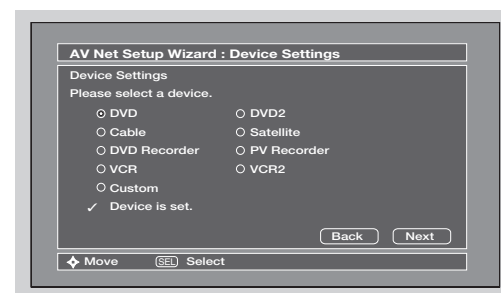 AV Net Setup Wizard : Device Settings
Device Settings
Please select a device.
DVD DVD2
Cable Satellite
DVD Recorder PV Recorder
VCR VCR2
Custom
✓ Device is set.
Back Next
Move SEL Select